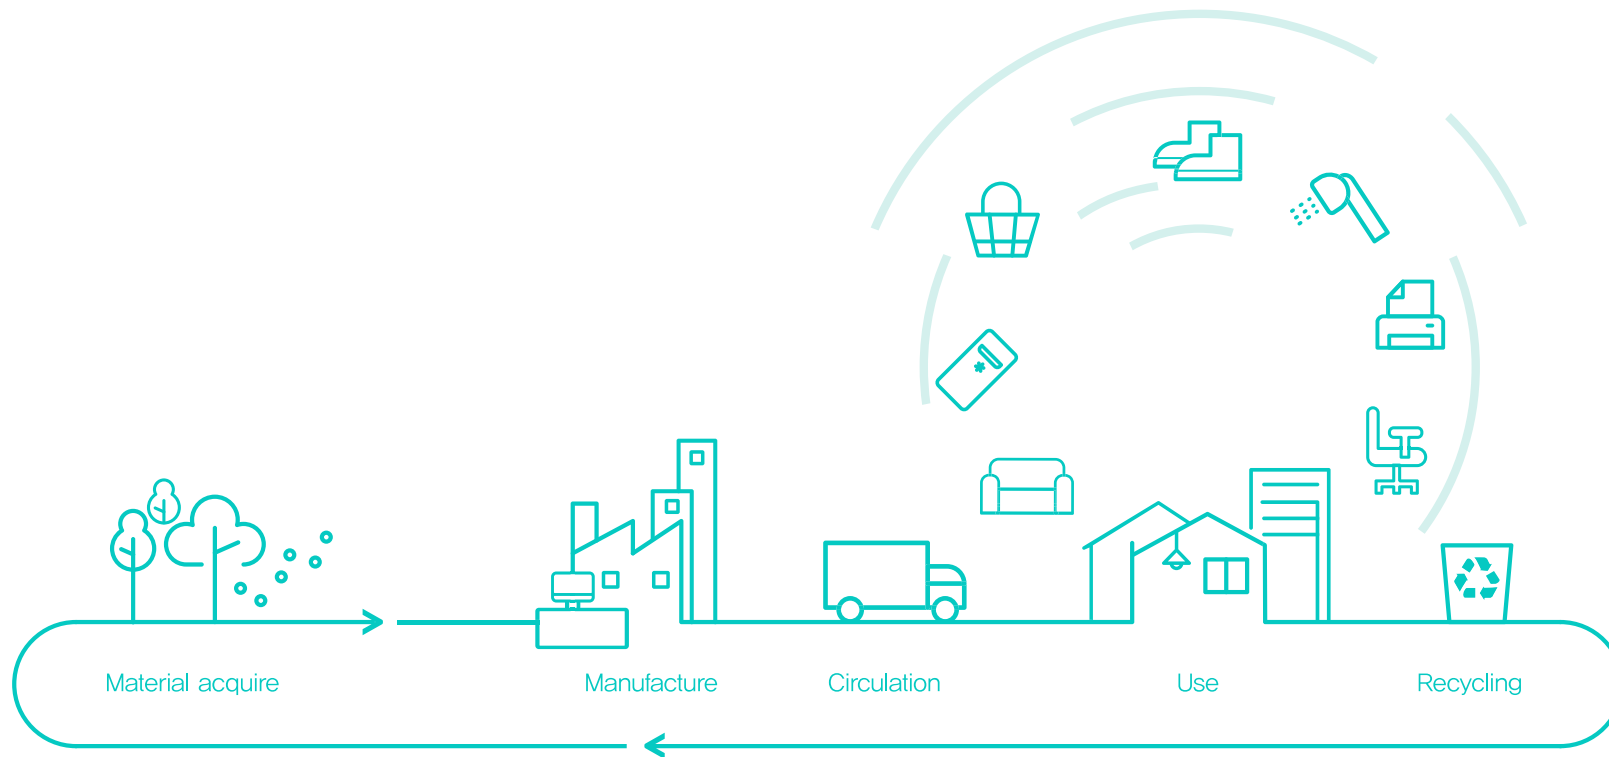 Material acquire
Manufacture
Circulation
Use
Recycling